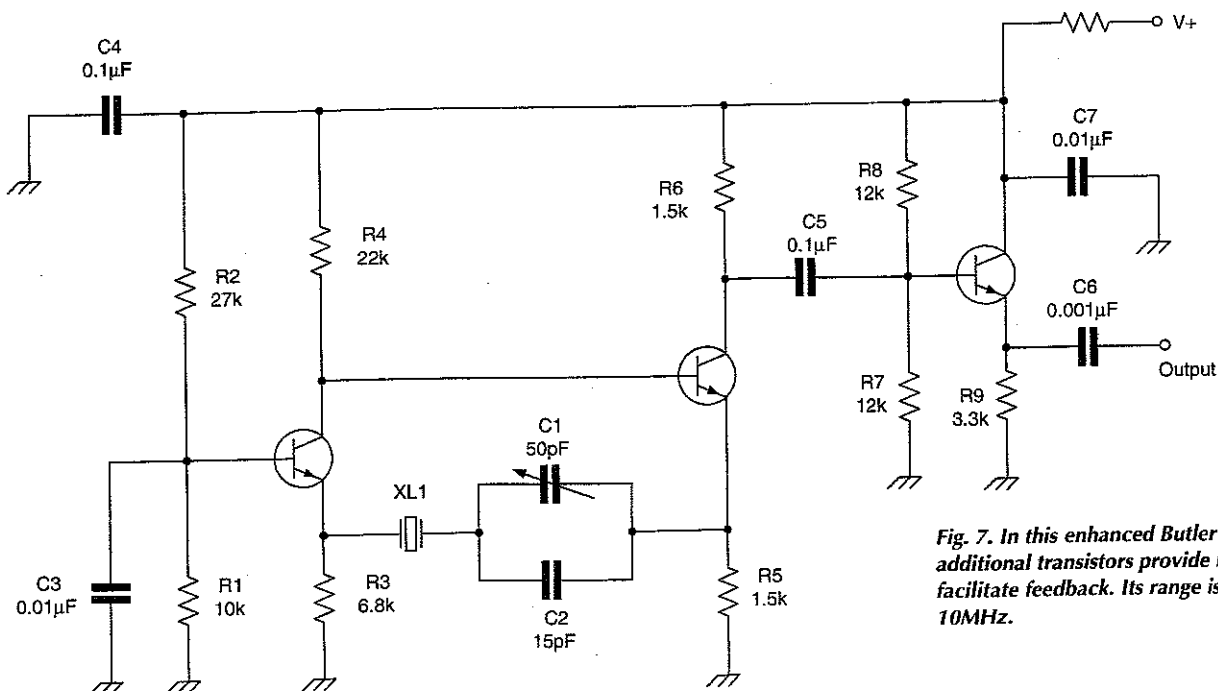 V+
C4
0.1µF
C7
0.01µF
R8
12k
R6
1.5k
C5
0.1µF
R4
22k
R2
27k
C6
0.001µF
Output
R7
12k
R9
3.3k
C1
50pF
XL1
C3
0.01µF
R1
10k
R3
6.8k
C2
15pF
R5
1.5k
Fig. 7. In this enhanced Butler
additional transistors provide
facilitate feedback. Its range is
10MHz.